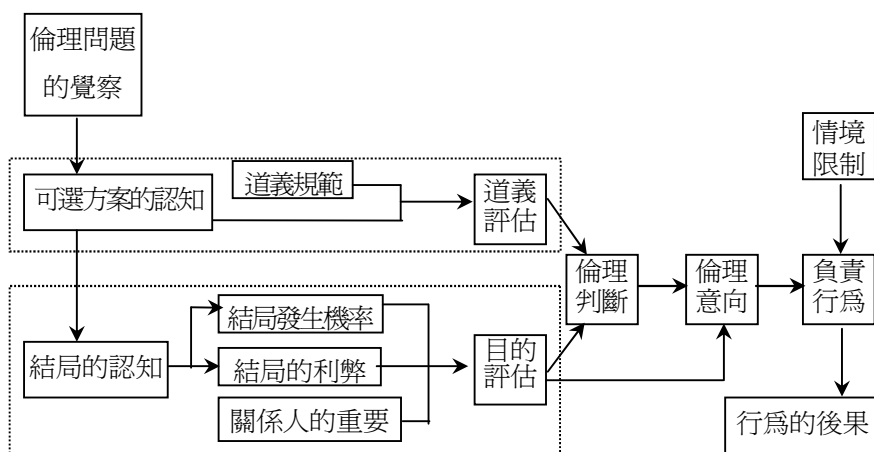 倫理問題
的覺察
情境
限制
道義規範
可選方案的認知
道義
評估
倫理
判斷
倫理
意向
負責
行為
結局發生機率
結局的認知
結局的利弊
目的
評估
關係人的重要
行為的後果